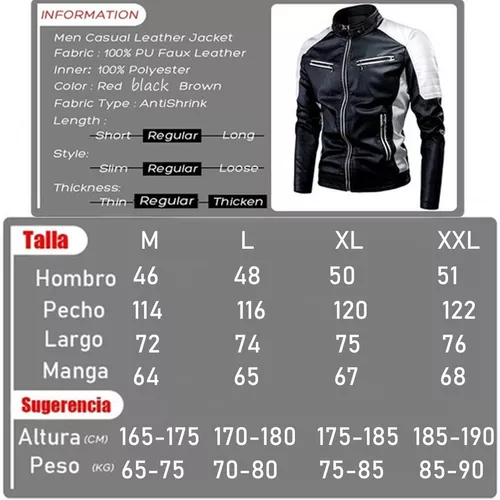 INFORMATION
Men Casual Leather Jacket
Fabric : 100% PU Faux Leather
Inner: 100% Polyester
Color : Red black Brown
Fabric Type : AntiShrink
Length :
Short Regular Long
Style:
Slim Regular Loose
Thickness:
Thin Regular Thicken
Talla M L XL XXL
Hombro 46 48 50 51
Pecho 114 116 120 122
Largo 72 74 75 76
Manga 64 65 67 68
Sugerencia
Altura (CM) 165-175 170-180 175-185 185-190
Peso (KG) 65-75 70-80 75-85 85-90